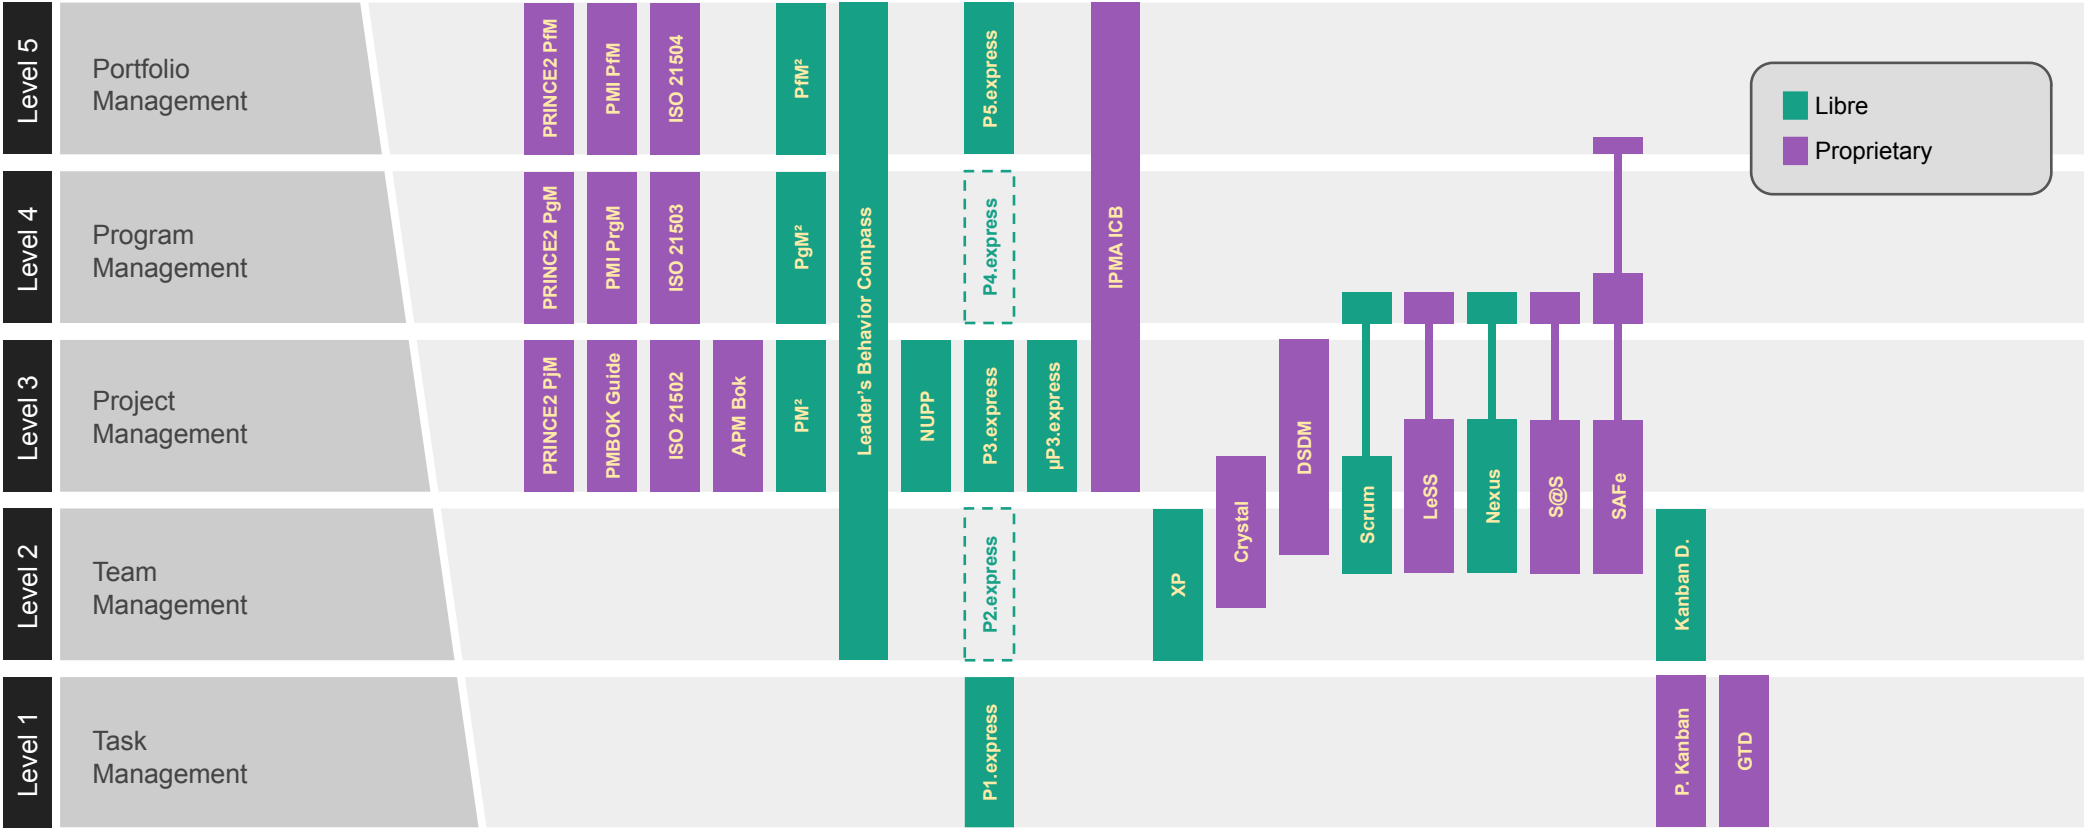 Level 5
Portfolio
Management
PRINCE2 PfM
PMI PfM
ISO 21504
PfM²
P5.express
Libre
Proprietary
Level 4
Program
Management
PRINCE2 PgM
PMI PrgM
ISO 21503
PgM²
Leader's Behavior Compass
P4.express
IPMA ICB
Level 3
Project
Management
PRINCE2 PjM
PMBOK Guide
ISO 21502
APM Bok
PM²
NUPP
P3.express
µP3.express
Crystal
DSDM
Scrum
LeSS
Nexus
S@S
SAFe
Level 2
Team
Management
P2.express
XP
Kanban D.
Level 1
Task
Management
P1.express
P. Kanban
GTD